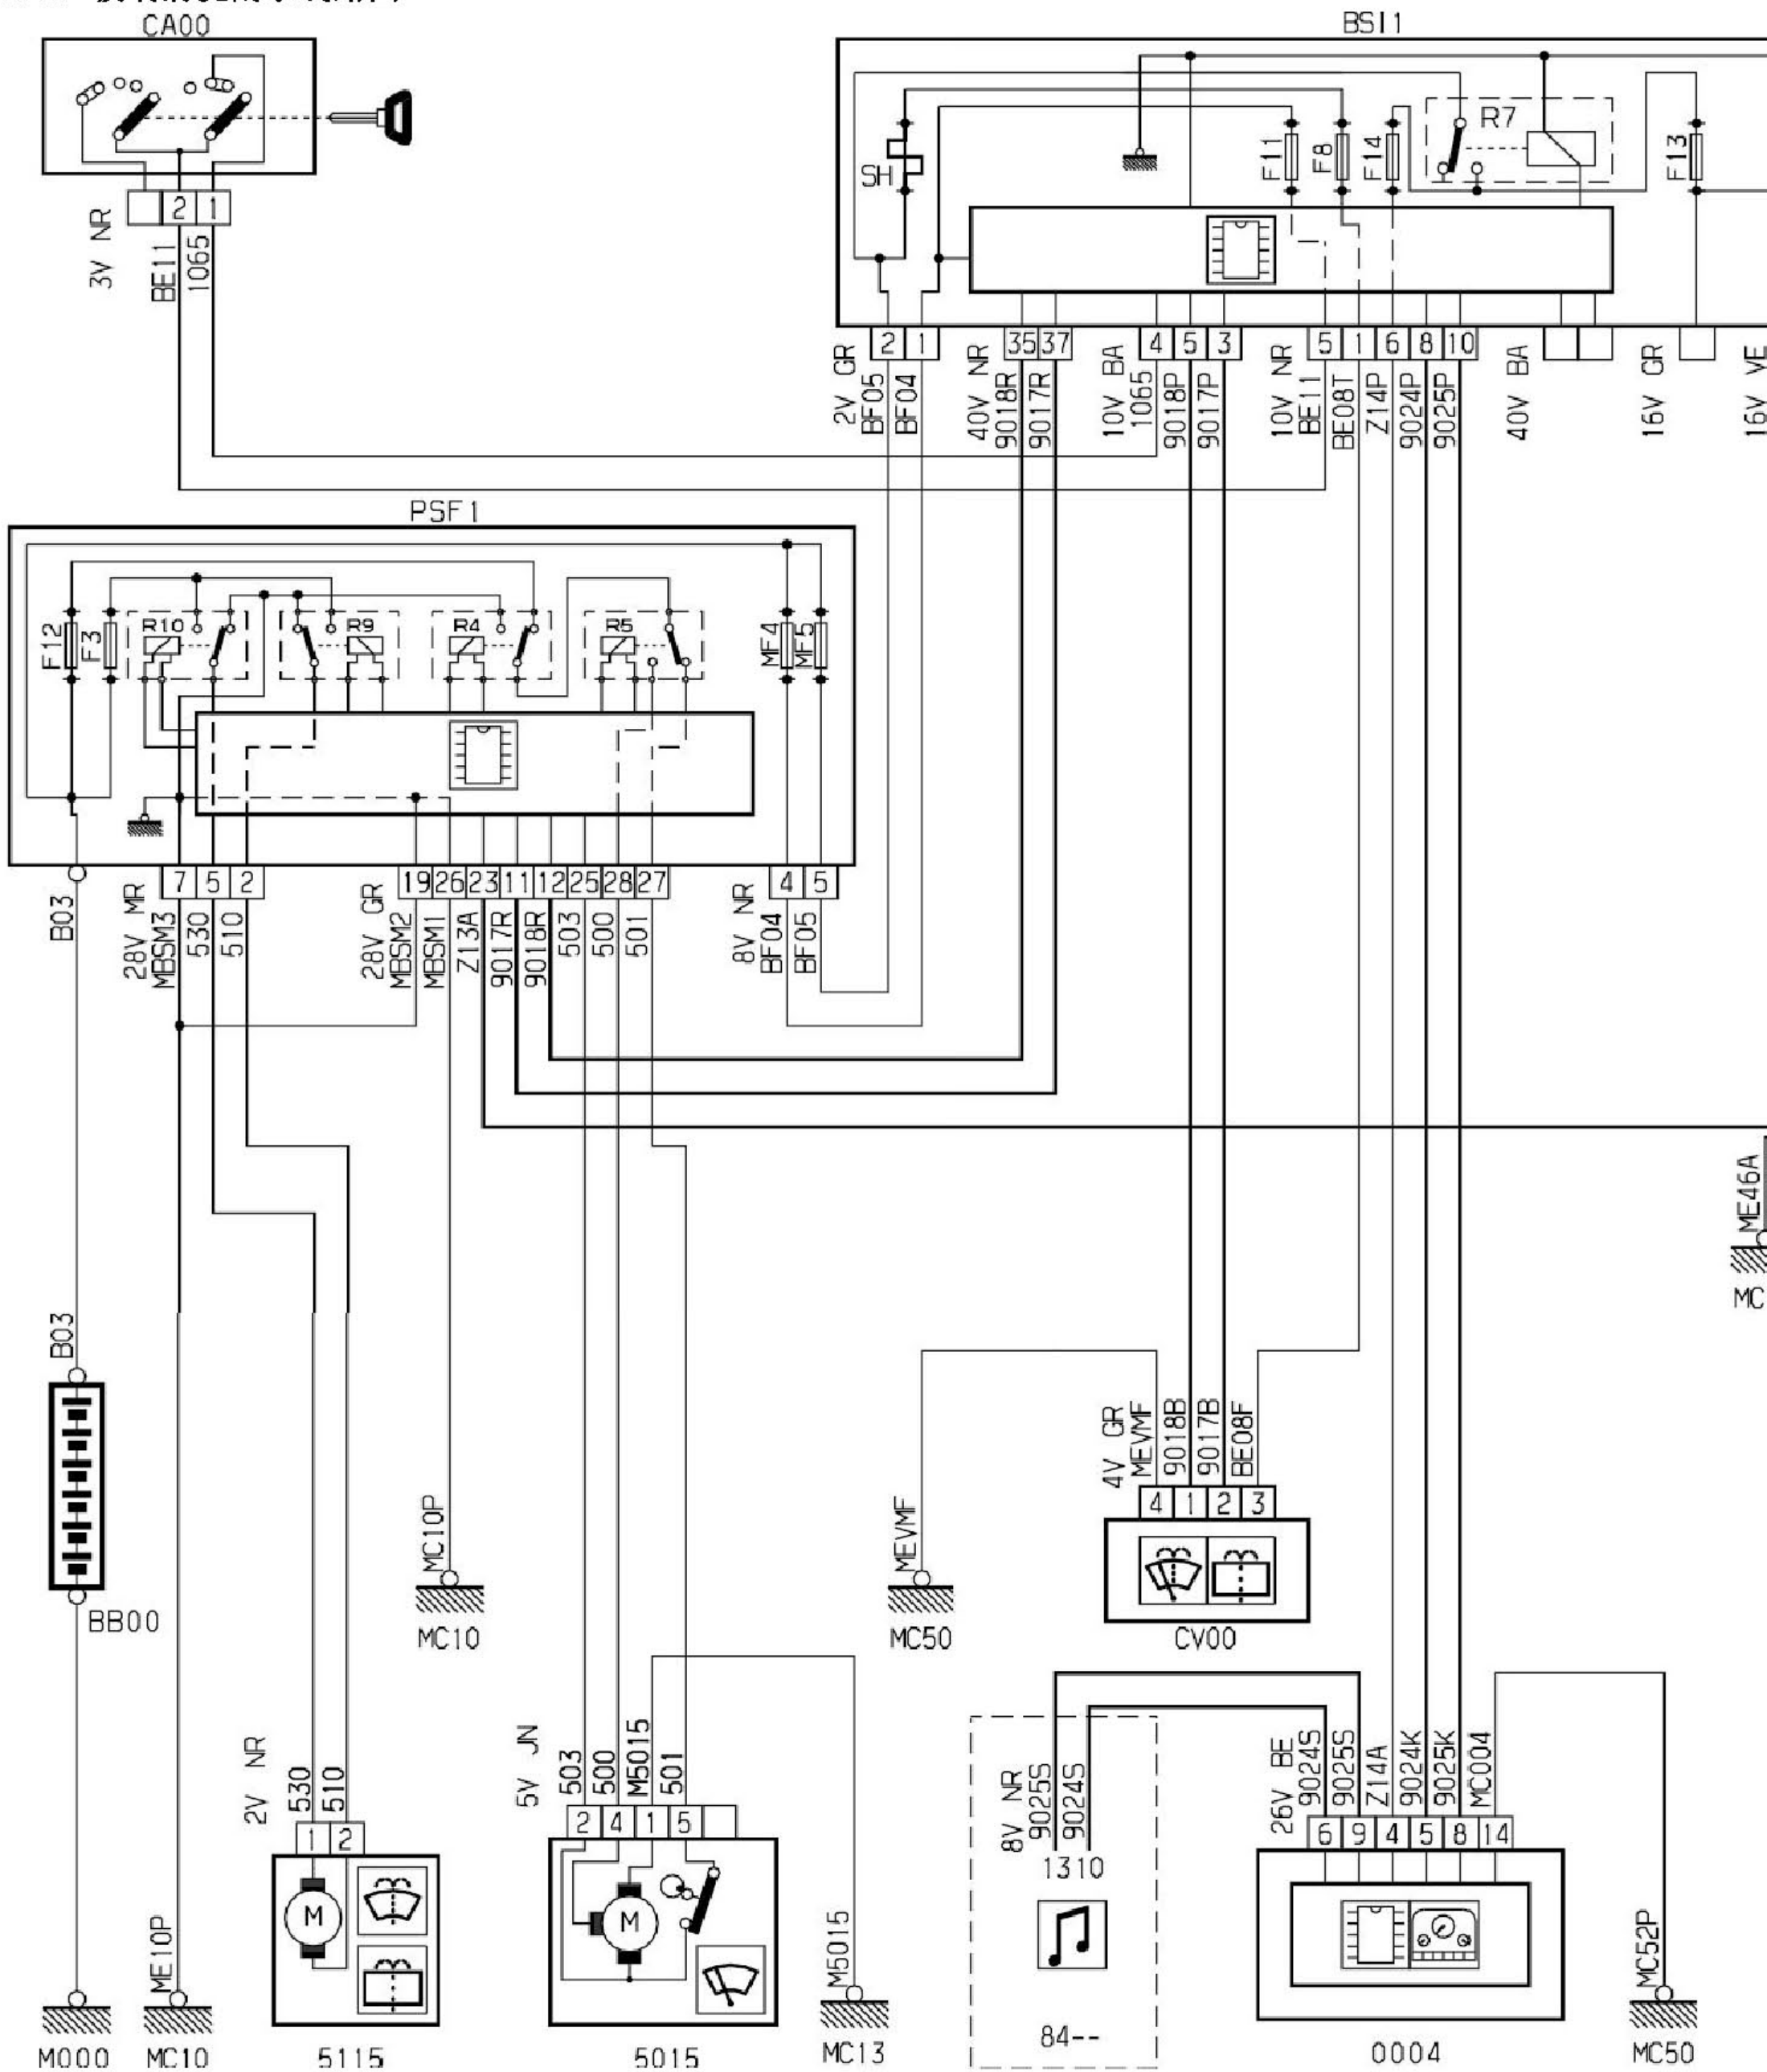 CA00
BSI1
R7
SH
F11
F8
F14
F13
2 1
3V NR
BE11
1065
2 1
35 37
4 5 3
5 1 6 8 10
2V GR
BF05
BF04
40V NR
9018R
9017R
10V BA
1065
9018P
9017P
10V NR
BE11
BE08T
Z14P
9024P
9025P
40V BA
16V GR
16V VE
PSF1
F12
F3
R10
R9
R4
R5
MF4
MF5
7 5 2
19 26 23 11 12 25 28 27
4 5
B03
28V MR
MBSM3
530
510
28V GR
MBSM2
MBSM1
Z13A
9017R
9018R
503
500
501
8V NR
BF04
BF05
ME46A
MC
B03
BB00
MC10P
MC10
MEVMF
MC50
4V GR
MEVMF
9018B
9017B
BE08F
4 1 2 3
CV00
2V NR
530
510
1 2
M
5V JN
503
500
M5015
501
2 4 1 5
M
8V NR
9025S
9024S
1310
84--
26V BE
9024S
9025S
Z14A
9024K
9025K
MC004
6 9 4 5 8 14
ME10P
M5015
MC52P
M000
MC10
5115
5015
MC13
0004
MC50